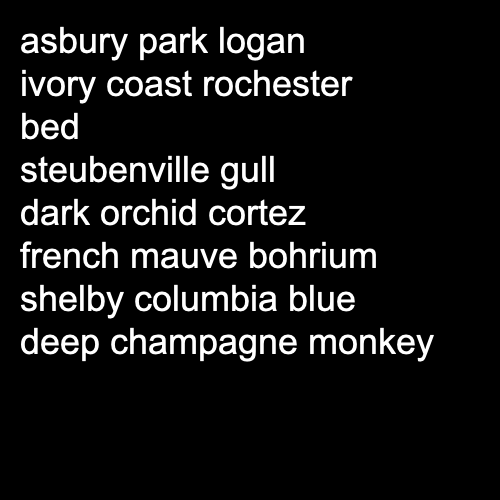 asbury park logan
ivory coast rochester
bed
steubenville gull
dark orchid cortez
french mauve bohrium
shelby columbia blue
deep champagne monkey